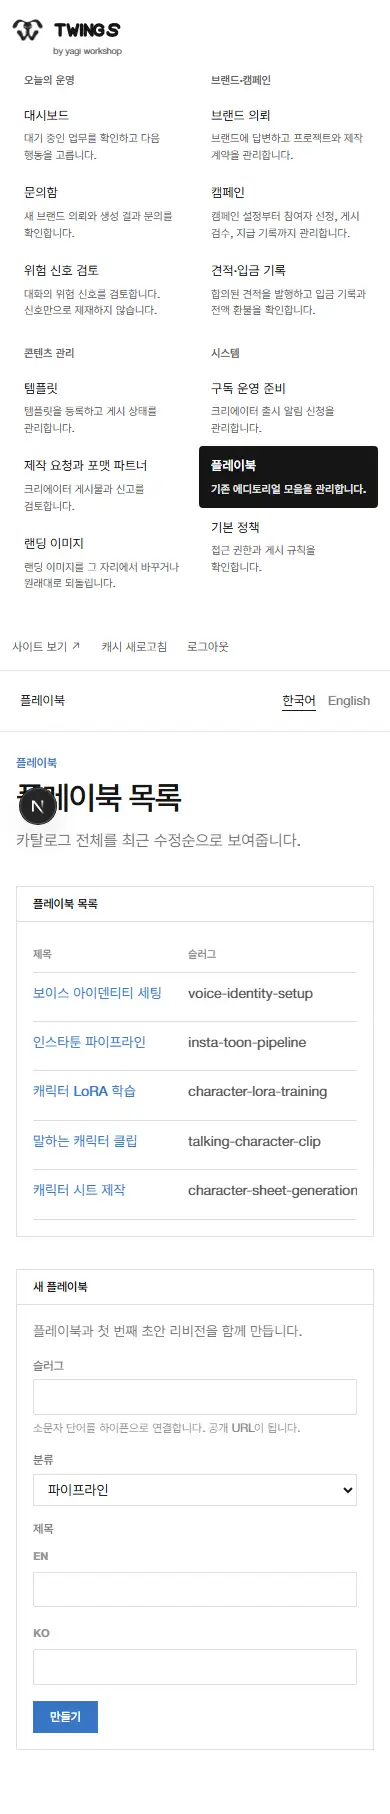 TWINGS
by yagi workshop
오늘의 운영
대시보드
대기 중인 업무를 확인하고 다음
행동을 고릅니다.
문의함
새 브랜드 의뢰와 생성 결과 문의를
확인합니다.
위험 신호 검토
대화의 위험 신호를 검토합니다.
신호만으로 제재하지 않습니다.
브랜드·캠페인
브랜드 의뢰
브랜드에 답변하고 프로젝트와 제작
계약을 관리합니다.
캠페인
캠페인 설정부터 참여자 선정, 게시
검수, 지급 기록까지 관리합니다.
견적·입금 기록
합의된 견적을 발행하고 입금 기록과
전액 환불을 확인합니다.
콘텐츠 관리
템플릿
템플릿을 등록하고 게시 상태를
관리합니다.
제작 요청과 포맷 파트너
크리에이터 게시물과 신고를
검토합니다.
랜딩 이미지
랜딩 이미지를 그 자리에서 바꾸거나
원래대로 되돌립니다.
시스템
구독 운영 준비
크리에이터 출시 알림 신청을
관리합니다.
플레이북
기존 에디토리얼 모음을 관리합니다.
기본 정책
접근 권한과 게시 규칙을
확인합니다.
사이트 보기 ↗ 캐시 새로고침 로그아웃
플레이북 한국어 English
플레이북
플레이북 목록
N
카탈로그 전체를 최근 수정순으로 보여줍니다.
플레이북 목록
제목 슬러그
보이스 아이덴티티 세팅 voice-identity-setup
인스타툰 파이프라인 insta-toon-pipeline
캐릭터 LoRA 학습 character-lora-training
말하는 캐릭터 클립 talking-character-clip
캐릭터 시트 제작 character-sheet-generation
새 플레이북
플레이북과 첫 번째 초안 리비전을 함께 만듭니다.
슬러그
소문자 단어를 하이픈으로 연결합니다. 공개 URL이 됩니다.
분류
파이프라인
제목
EN
KO
만들기